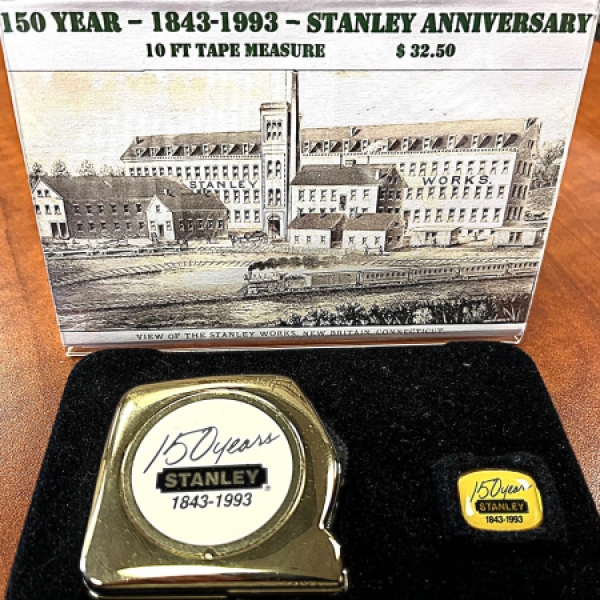 150 YEAR - 1843-1993 - STANLEY ANNIVERSARY
10 FT TAPE MEASURE $ 32.50
STANLEY WORKS
VIEW OF THE STANLEY WORKS, NEW BRITAIN, CONNECTICUT
150 years
STANLEY®
1843-1993
150 years
STANLEY
1843-1993